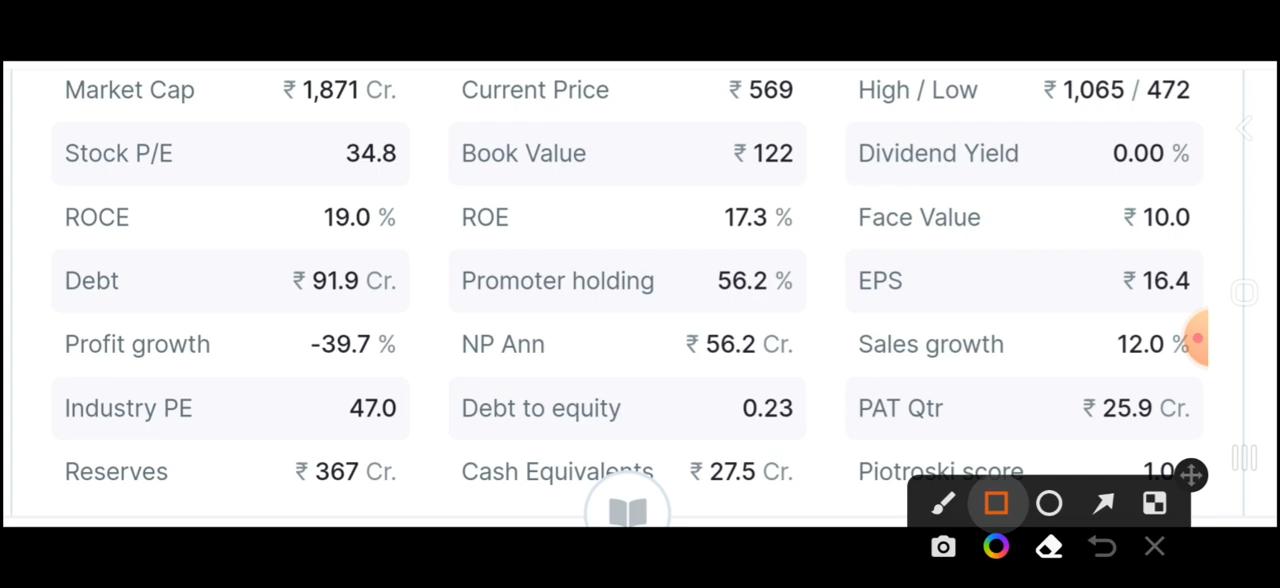 Market Cap ₹ 1,871 Cr. Current Price ₹ 569 High / Low ₹ 1,065 / 472
Stock P/E 34.8 Book Value ₹ 122 Dividend Yield 0.00 %
ROCE 19.0 % ROE 17.3 % Face Value ₹ 10.0
Debt ₹ 91.9 Cr. Promoter holding 56.2 % EPS ₹ 16.4
Profit growth -39.7 % NP Ann ₹ 56.2 Cr. Sales growth 12.0 %
Industry PE 47.0 Debt to equity 0.23 PAT Qtr ₹ 25.9 Cr.
Reserves ₹ 367 Cr. Cash Equivalents ₹ 27.5 Cr. Piotroski score 1.0